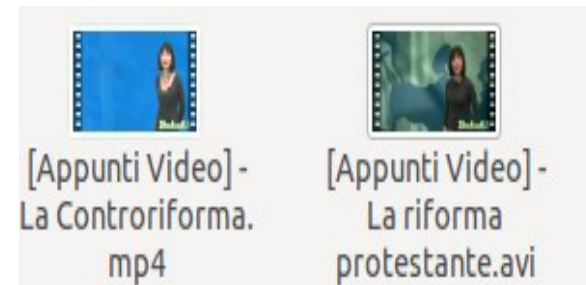 [Appunti Video] -
La Controriforma.
mp4
[Appunti Video] -
La riforma
protestante.avi